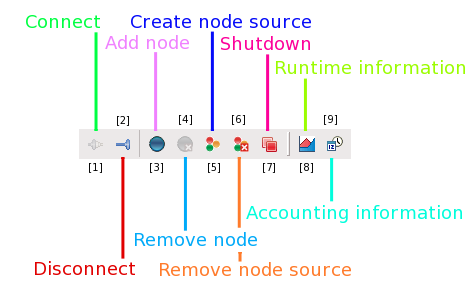 Connect
Create node source
Add node
Shutdown
Runtime information
[2]
[4]
[6]
[9]
12
[1]
[3]
[5]
[7]
[8]
Accounting information
Remove node
Disconnect
Remove node source